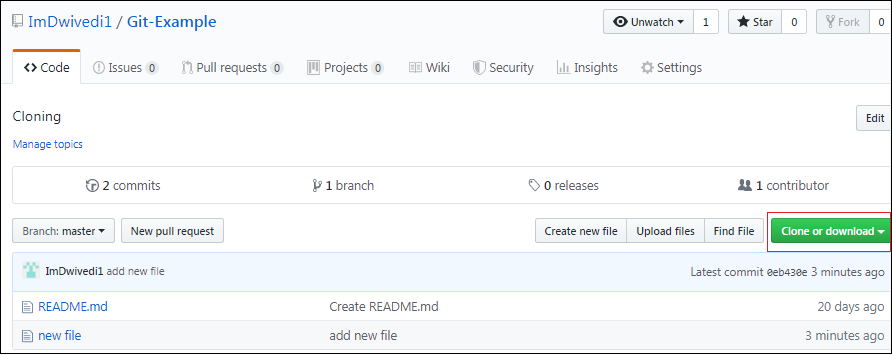 ImDwivedi1 / Git-Example Unwatch 1 Star 0 Fork 0
Code Issues 0 Pull requests 0 Projects 0 Wiki Security Insights Settings
Cloning Edit
Manage topics
2 commits 1 branch 0 releases 1 contributor
Branch: master New pull request Create new file Upload files Find File Clone or download
ImDwivedi1 add new file Latest commit 0eb430e 3 minutes ago
README.md Create README.md 20 days ago
new file add new file 3 minutes ago